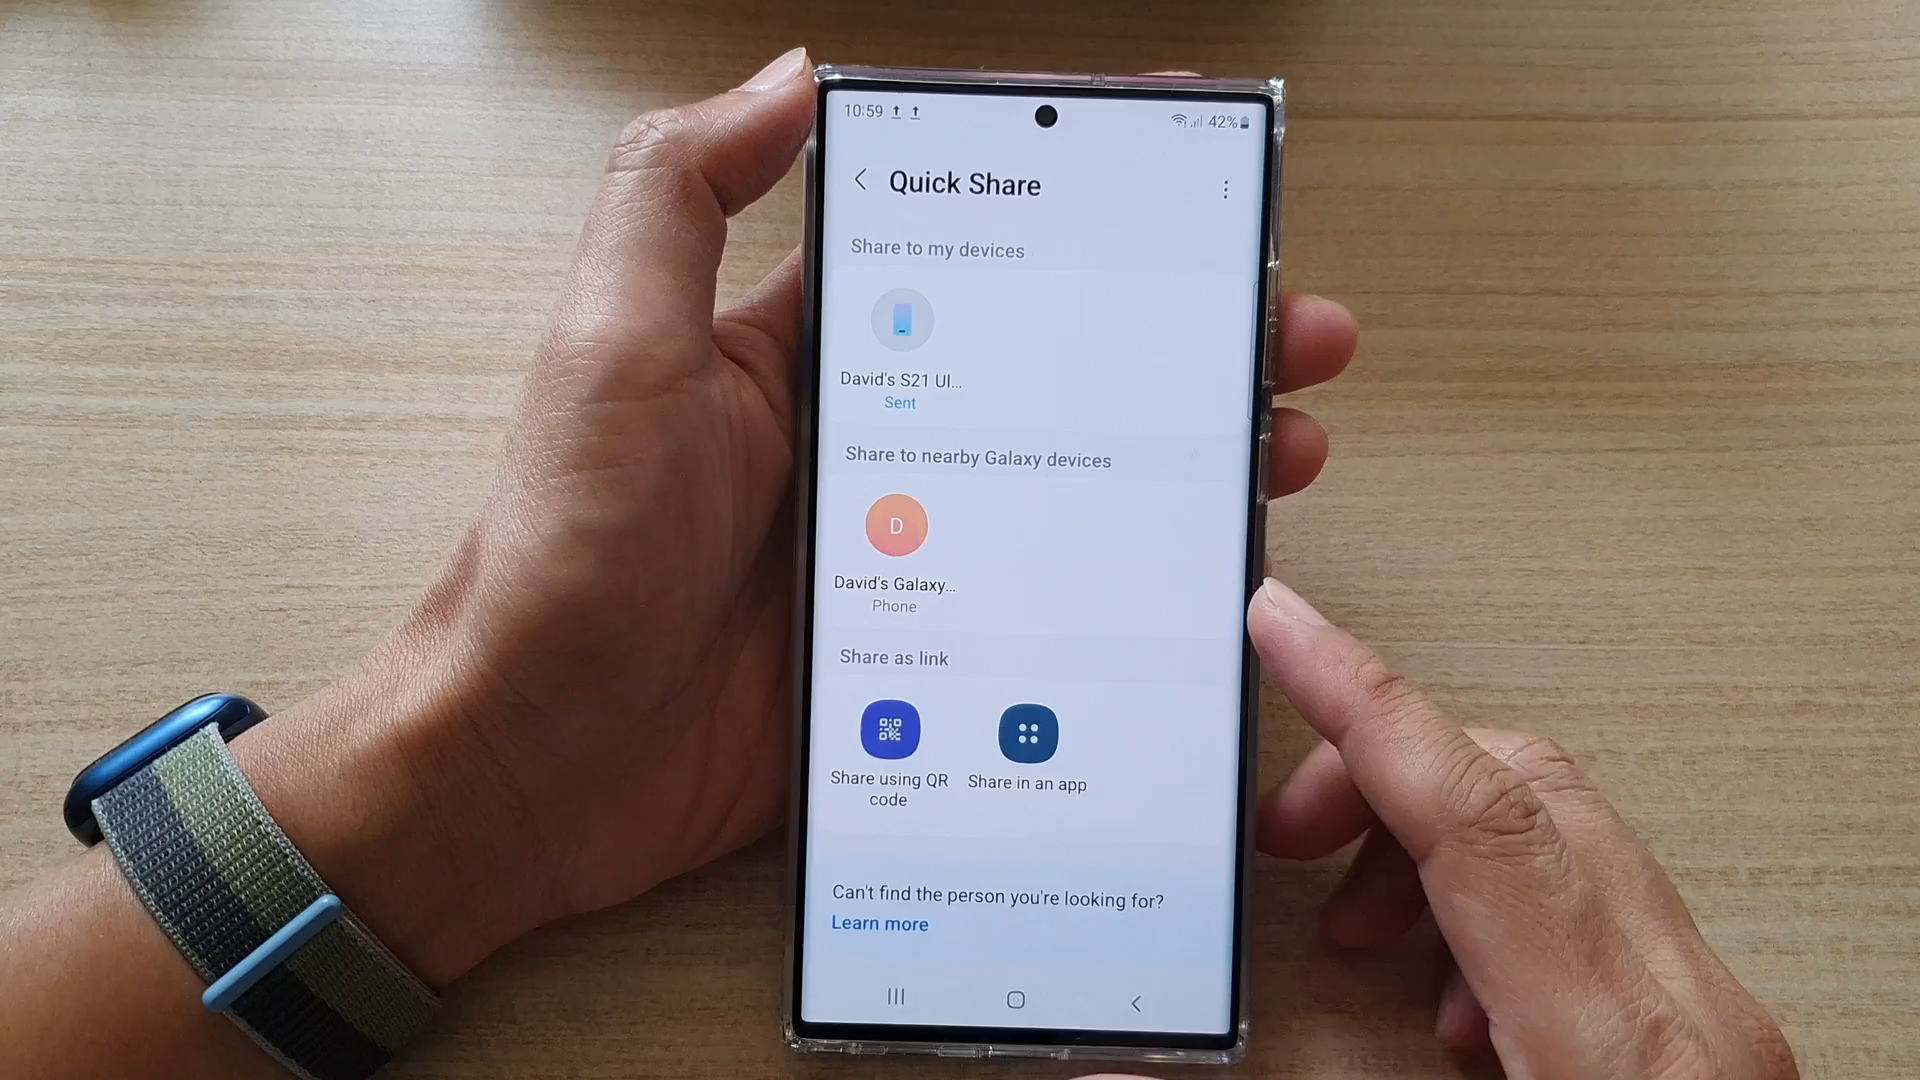 10:59
42%
Quick Share
Share to my devices
David's S21 Ul...
Sent
Share to nearby Galaxy devices
D
David's Galaxy...
Phone
Share as link
Share using QR
code
Share in an app
Can't find the person you're looking for?
Learn more